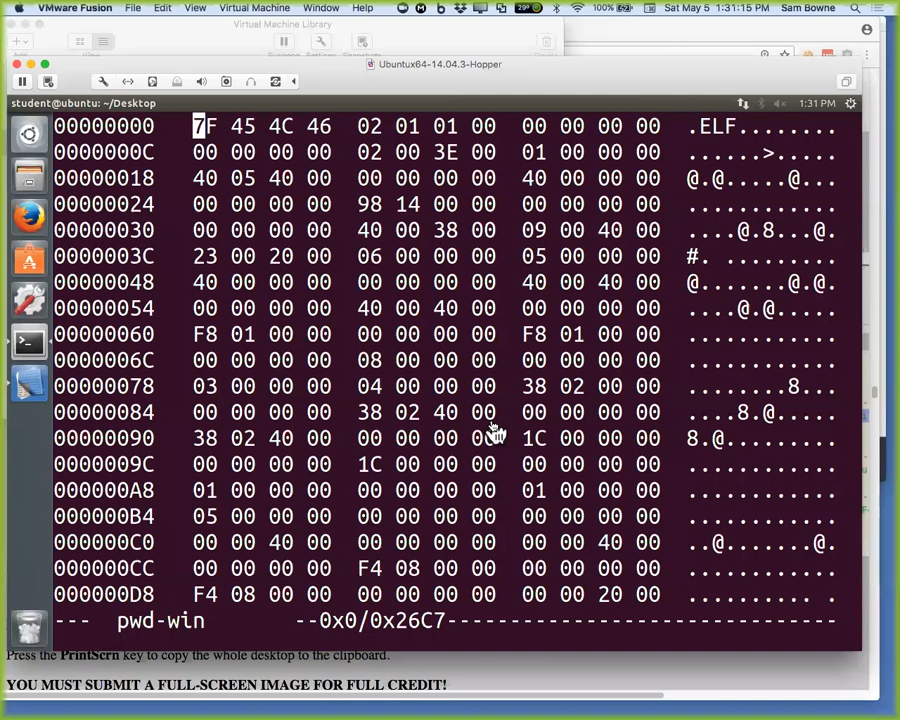 VMware Fusion File Edit View Virtual Machine Window Help 29° 100% Sat May 5 1:31:15 PM Sam Bowne
Virtual Machine Library
Ubuntux64-14.04.3-Hopper
student@ubuntu: ~/Desktop 1:31 PM
00000000 7F 45 4C 46 02 01 01 00 00 00 00 00 .ELF........
0000000C 00 00 00 00 02 00 3E 00 01 00 00 00 ......>.....
00000018 40 05 40 00 00 00 00 00 40 00 00 00 @.@.....@...
00000024 00 00 00 00 98 14 00 00 00 00 00 00 ............
00000030 00 00 00 00 40 00 38 00 09 00 40 00 ....@.8...@.
0000003C 23 00 20 00 06 00 00 00 05 00 00 00 #. .........
00000048 40 00 00 00 00 00 00 00 40 00 40 00 @.......@.@.
00000054 00 00 00 00 40 00 40 00 00 00 00 00 ....@.@.....
00000060 F8 01 00 00 00 00 00 00 F8 01 00 00 ............
0000006C 00 00 00 00 08 00 00 00 00 00 00 00 ............
00000078 03 00 00 00 04 00 00 00 38 02 00 00 ........8...
00000084 00 00 00 00 38 02 40 00 00 00 00 00 ....8.@.....
00000090 38 02 40 00 00 00 00 00 1C 00 00 00 8.@.........
0000009C 00 00 00 00 1C 00 00 00 00 00 00 00 ............
000000A8 01 00 00 00 00 00 00 00 01 00 00 00 ............
000000B4 05 00 00 00 00 00 00 00 00 00 00 00 ............
000000C0 00 00 40 00 00 00 00 00 00 00 40 00 ..@.......@.
000000CC 00 00 00 00 F4 08 00 00 00 00 00 00 ............
000000D8 F4 08 00 00 00 00 00 00 00 00 20 00 .......... .
--- pwd-win --0x0/0x26C7-------------------------------
Press the PrintScrn key to copy the whole desktop to the clipboard.
YOU MUST SUBMIT A FULL-SCREEN IMAGE FOR FULL CREDIT!